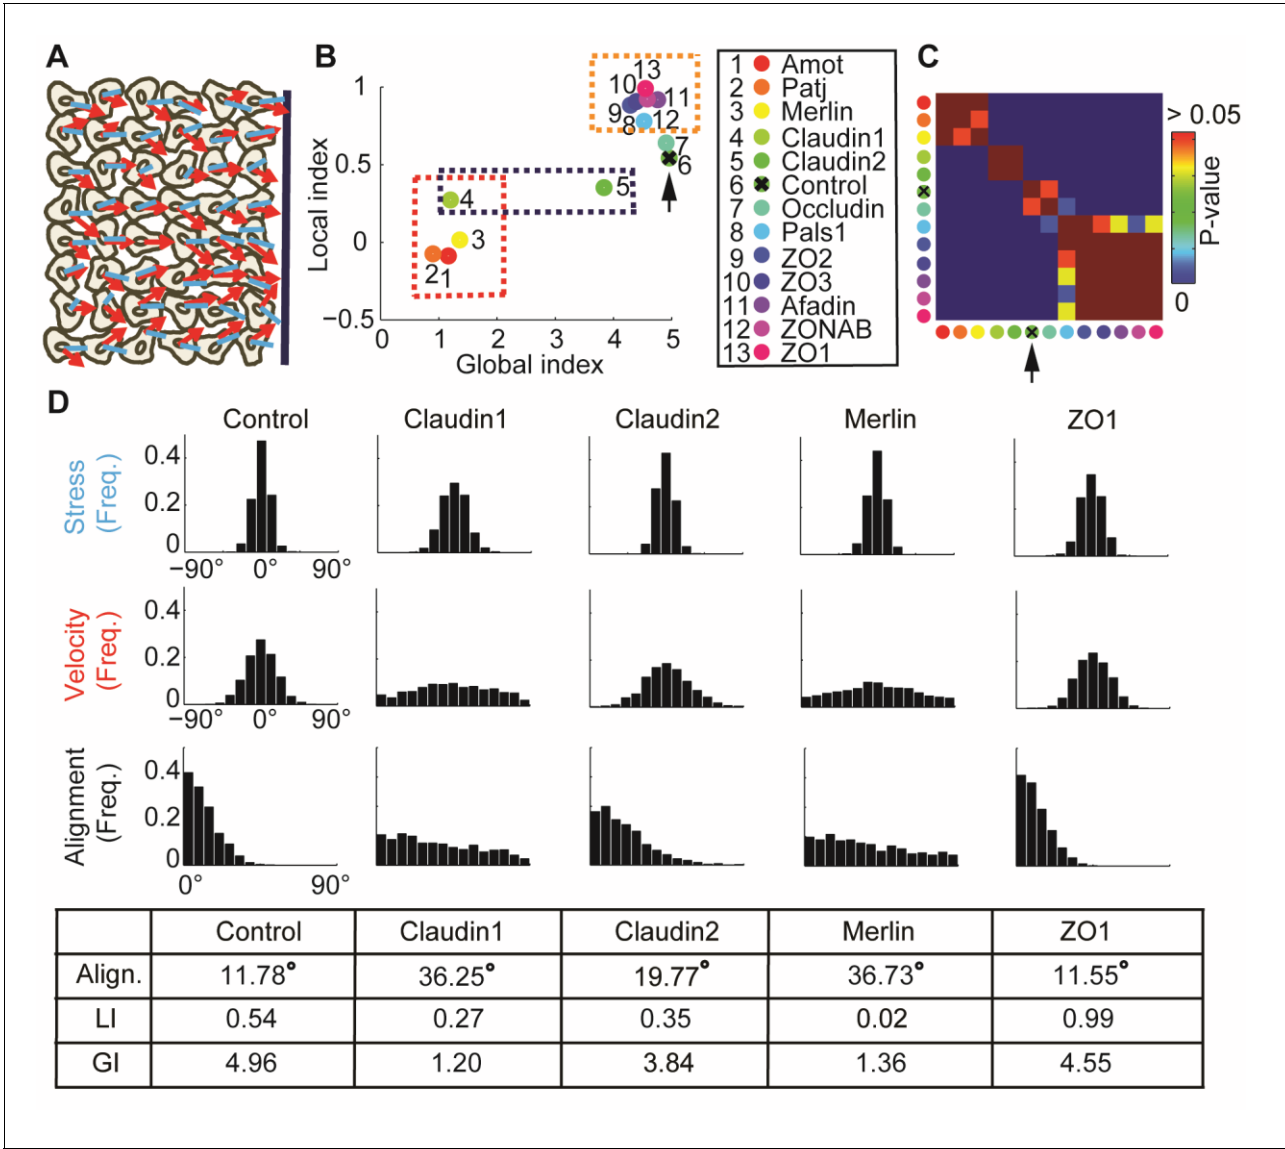 A
B
C
1
0.5
0
−0.5
Local index
0 1 2 3 4 5
Global index
13
10
11
9
12
8
7
6
5
4
3
2 1
1 Amot
2 Patj
3 Merlin
4 Claudin1
5 Claudin2
6 Control
7 Occludin
8 Pals1
9 ZO2
10 ZO3
11 Afadin
12 ZONAB
13 ZO1
> 0.05
P-value
0
D
Control Claudin1 Claudin2 Merlin ZO1
Stress
(Freq.)
0.4
0.2
0
−90° 0° 90°
Velocity
(Freq.)
0.4
0.2
0
−90° 0° 90°
Alignment
(Freq.)
0.4
0.2
0
0° 90°
Control Claudin1 Claudin2 Merlin ZO1
Align. 11.78° 36.25° 19.77° 36.73° 11.55°
LI 0.54 0.27 0.35 0.02 0.99
GI 4.96 1.20 3.84 1.36 4.55